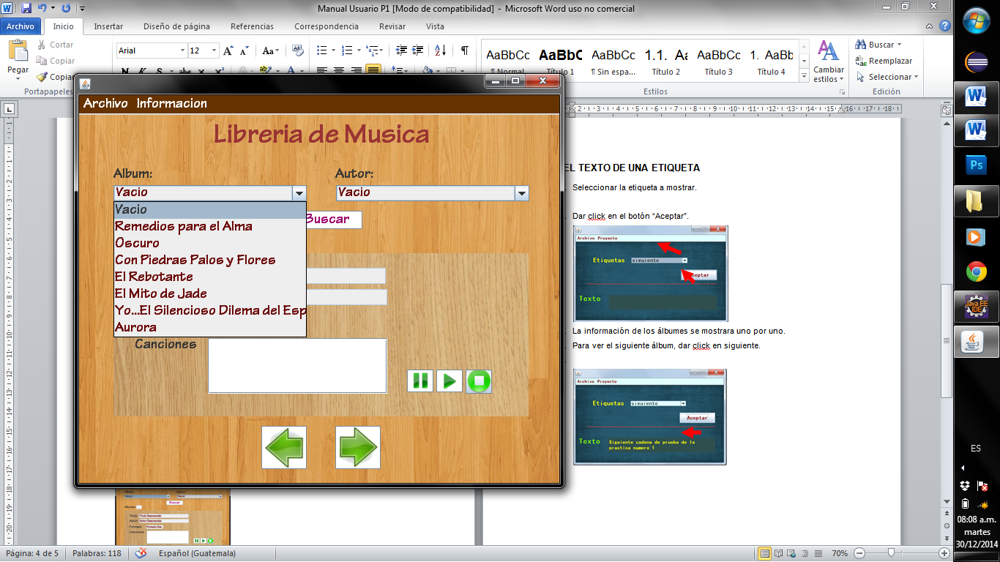 Manual Usuario P1 [Modo de compatibilidad] - Microsoft Word uso no comercial
Archivo Inicio Insertar Diseño de página Referencias Correspondencia Revisar Vista
Pegar
Cortar
Copiar
Copiar
Portapapeles
Arial 12
Aa
AaBbCc AaBbC AaBbCc 1.1. Aa AaBbCc 1. AaBb
¶ Normal Título 1 ¶ Sin espa... Título 2 Título 3 Título 4
Estilos
Cambiar
estilos
Buscar
Reemplazar
Seleccionar
Edición
Archivo Informacion
Libreria de Musica
Album: Autor:
Vacio Vacio
Vacio
Remedios para el Alma
Oscuro
Con Piedras Palos y Flores
El Rebotante
El Mito de Jade
Yo...El Silencioso Dilema del Esp
Aurora
Buscar
Canciones
EL TEXTO DE UNA ETIQUETA
Seleccionar la etiqueta a mostrar.
Dar click en el botón “Aceptar”.
Archivo Proyecto
Etiquetas siguiente
Aceptar
Texto
La información de los álbumes se mostrara uno por uno.
Para ver el siguiente álbum, dar click en siguiente.
Archivo Proyecto
Etiquetas siguiente
Aceptar
Texto
Siguiente cadena de prueba de la
practica numero 1
Buscar
Canciones
Página: 4 de 5 Palabras: 118 Español (Guatemala) 70%
Ps
Java EE
IDE
ES
08:08 a.m.
martes
30/12/2014